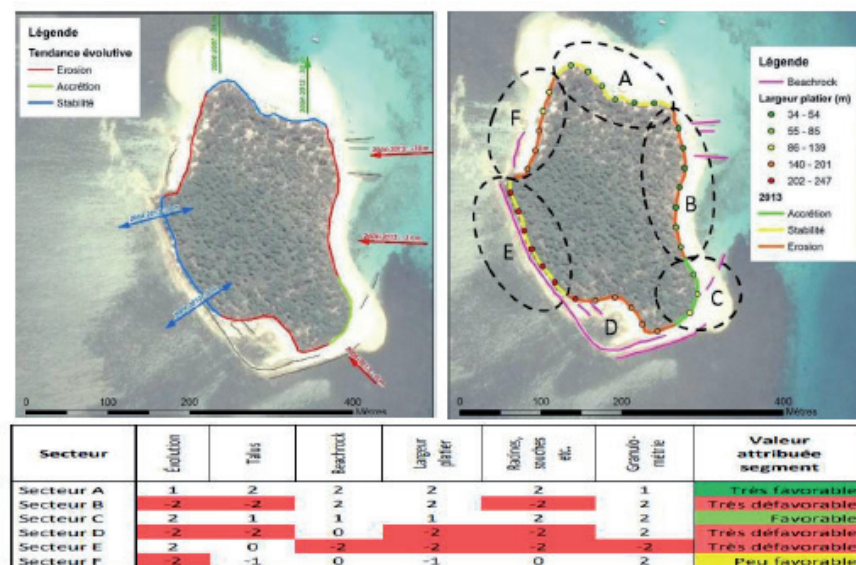 Légende
Tendance évolutive
Erosion
Accrétion
Stabilité
0 200 400
Mètres
Légende
Beachrock
Largeur platier (m)
34 - 54
55 - 85
86 - 139
140 - 201
202 - 247
2013
Accrétion
Stabilité
Erosion
A
F
B
E
C
D
0 100 200 400
Mètres
Secteur Évolution Talus Beachrock Largeur platier Racines, souches etc. Granulo-métrie Valeur attribuée segment
Secteur A 1 2 2 2 2 1 Très favorable
Secteur B -2 -2 2 2 -2 2 Très défavorable
Secteur C 2 1 1 1 2 2 Favorable
Secteur D -2 -2 0 -2 -2 2 Très défavorable
Secteur E 2 0 -2 -2 -2 -2 Très défavorable
Secteur F -2 -1 0 -1 0 2 Peu favorable